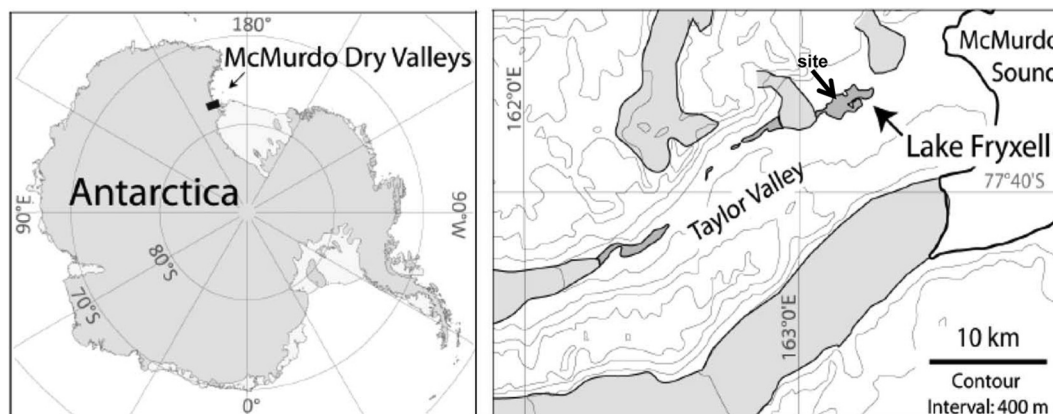 180°
McMurdo Dry Valleys
Antarctica
90°E
90°W
80°S
70°S
0°
McMurdo
Sound
site
162°0'E
Lake Fryxell
77°40'S
Taylor Valley
163°0'E
10 km
Contour
Interval: 400 m